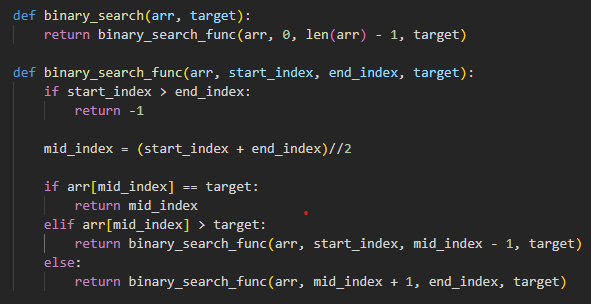 def binary_search(arr, target):
    return binary_search_func(arr, 0, len(arr) - 1, target)

def binary_search_func(arr, start_index, end_index, target):
    if start_index > end_index:
        return -1

    mid_index = (start_index + end_index)//2

    if arr[mid_index] == target:
        return mid_index
    elif arr[mid_index] > target:
        return binary_search_func(arr, start_index, mid_index - 1, target)
    else:
        return binary_search_func(arr, mid_index + 1, end_index, target)